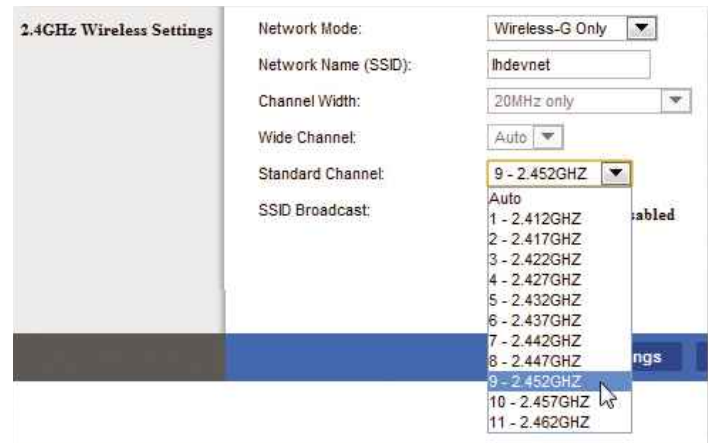 2.4GHz Wireless Settings
Network Mode: Wireless-G Only
Network Name (SSID): lhdevnet
Channel Width: 20MHz only
Wide Channel: Auto
Standard Channel: 9 - 2.452GHZ
SSID Broadcast:
Auto
1 - 2.412GHZ
2 - 2.417GHZ
3 - 2.422GHZ
4 - 2.427GHZ
5 - 2.432GHZ
6 - 2.437GHZ
7 - 2.442GHZ
8 - 2.447GHZ
9 - 2.452GHZ
10 - 2.457GHZ
11 - 2.462GHZ